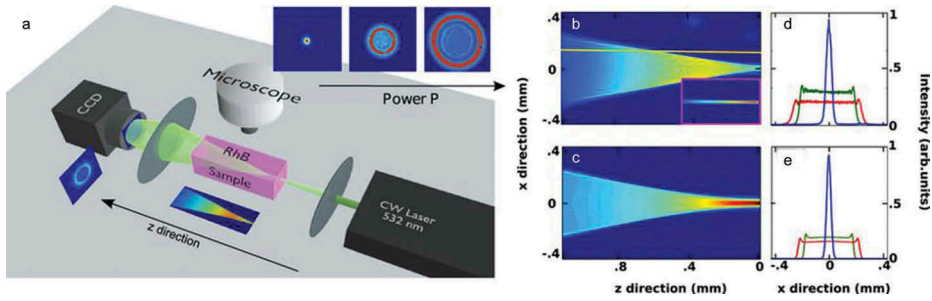 a
Microscope
Power P
CCD
RhB
Sample
CW Laser
532 nm
z direction
b
x direction (mm)
.4
0
-.4
c
.4
0
-.4
.8
.4
0
z direction (mm)
d
1
.5
0
Intensity (arb.units)
e
1
.5
0
-.4
0
.4
x direction (mm)